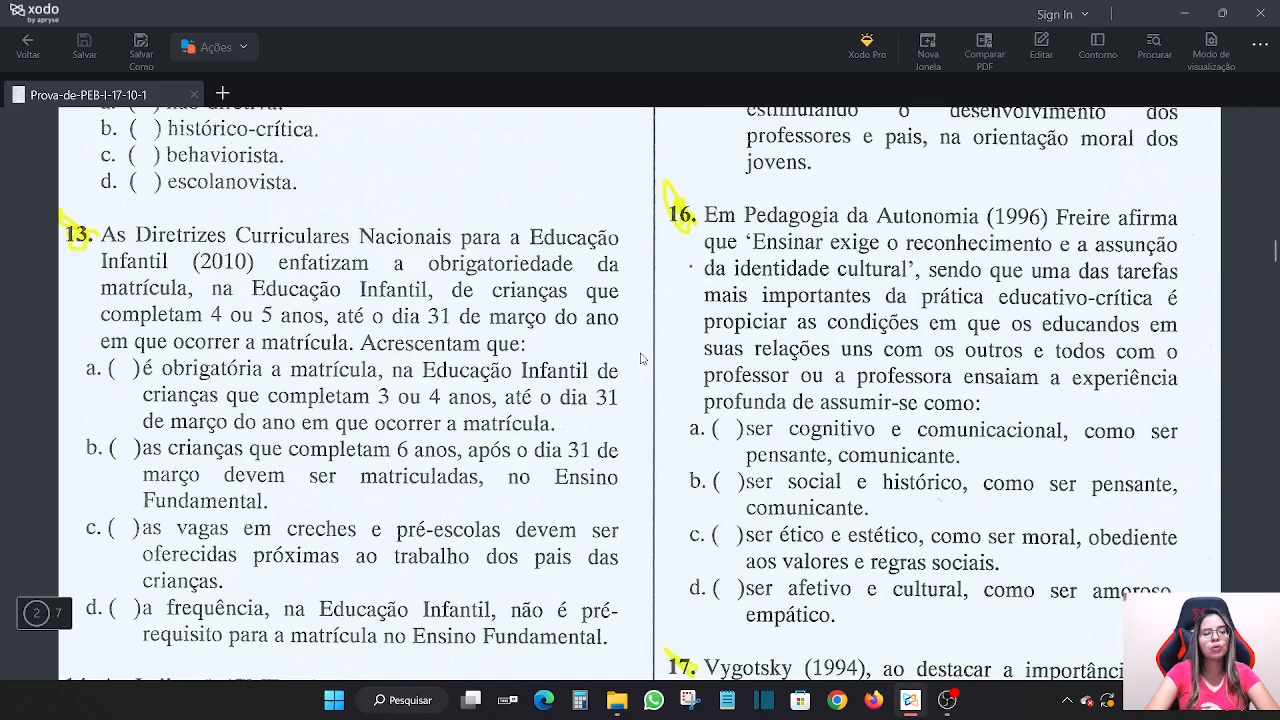 xodo
by apryse
Sign In
Voltar
Salvar
Salvar Como
Ações
Xodo Pro
Nova Jonela
Comparar PDF
Editar
Contorno
Procurar
Modo de visualização
Prova-de-PEB-I-17-10-1
b. ( ) histórico-crítica.
c. ( ) behaviorista.
d. ( ) escolanovista.
13. As Diretrizes Curriculares Nacionais para a Educação
Infantil (2010) enfatizam a obrigatoriedade da
matrícula, na Educação Infantil, de crianças que
completam 4 ou 5 anos, até o dia 31 de março do ano
em que ocorrer a matrícula. Acrescentam que:
a. ( )é obrigatória a matrícula, na Educação Infantil de
crianças que completam 3 ou 4 anos, até o dia 31
de março do ano em que ocorrer a matrícula.
b. ( )as crianças que completam 6 anos, após o dia 31 de
março devem ser matriculadas, no Ensino
Fundamental.
c. ( )as vagas em creches e pré-escolas devem ser
oferecidas próximas ao trabalho dos pais das
crianças.
d. ( )a frequência, na Educação Infantil, não é pré-
requisito para a matrícula no Ensino Fundamental.
estimulando o desenvolvimento dos
professores e pais, na orientação moral dos
jovens.
16. Em Pedagogia da Autonomia (1996) Freire afirma
que ‘Ensinar exige o reconhecimento e a assunção
da identidade cultural’, sendo que uma das tarefas
mais importantes da prática educativo-crítica é
propiciar as condições em que os educandos em
suas relações uns com os outros e todos com o
professor ou a professora ensaiam a experiência
profunda de assumir-se como:
a. ( )ser cognitivo e comunicacional, como ser
pensante, comunicante.
b. ( )ser social e histórico, como ser pensante,
comunicante.
c. ( )ser ético e estético, como ser moral, obediente
aos valores e regras sociais.
d. ( )ser afetivo e cultural, como ser amoroso,
empático.
17. Vygotsky (1994), ao destacar a
2 7
Pesquisar